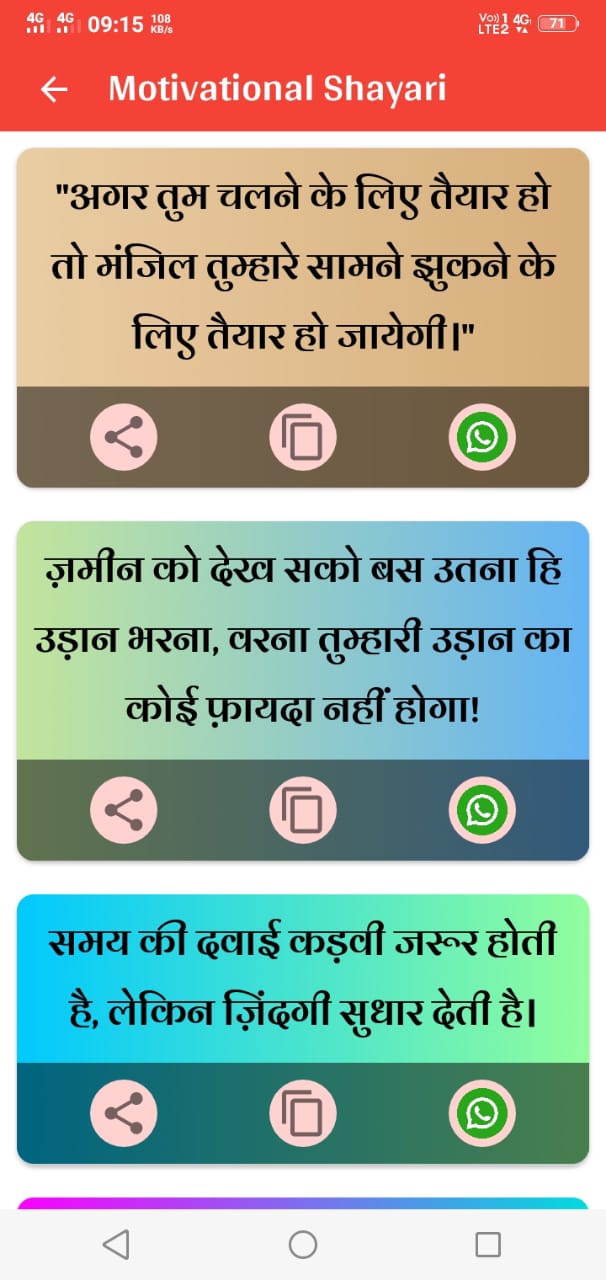 4G 4G 09:15 108 KB/s Vo)) 1 4G LTE2 71
Motivational Shayari
"अगर तुम चलने के लिए तैयार हो
तो मंजिल तुम्हारे सामने झुकने के
लिए तैयार हो जायेगी।"
ज़मीन को देख सको बस उतना हि
उड़ान भरना, वरना तुम्हारी उड़ान का
कोई फ़ायदा नहीं होगा!
समय की दवाई कड़वी जरूर होती
है, लेकिन ज़िंदगी सुधार देती है।